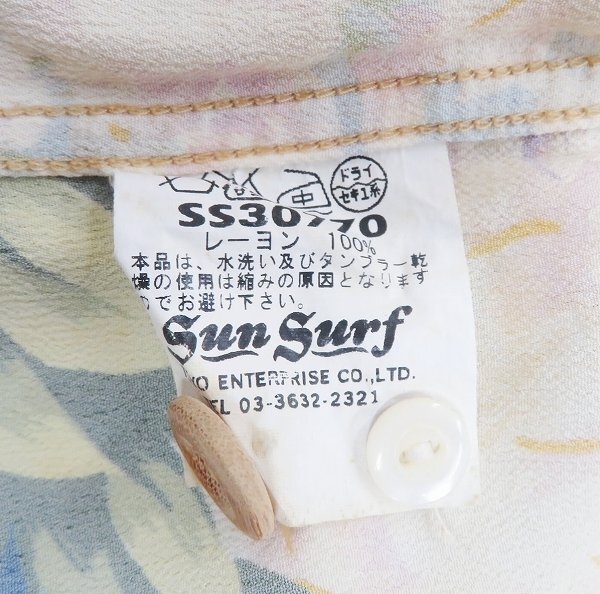 中 ドライ
セキユ系
レーヨン 100%
本品は、水洗い及びタンブラー乾
燥の使用は縮みの原因となります
のでお避け下さい。
Sun Surf
ENTERPRISE CO.,LTD.
TEL 03-3632-2321